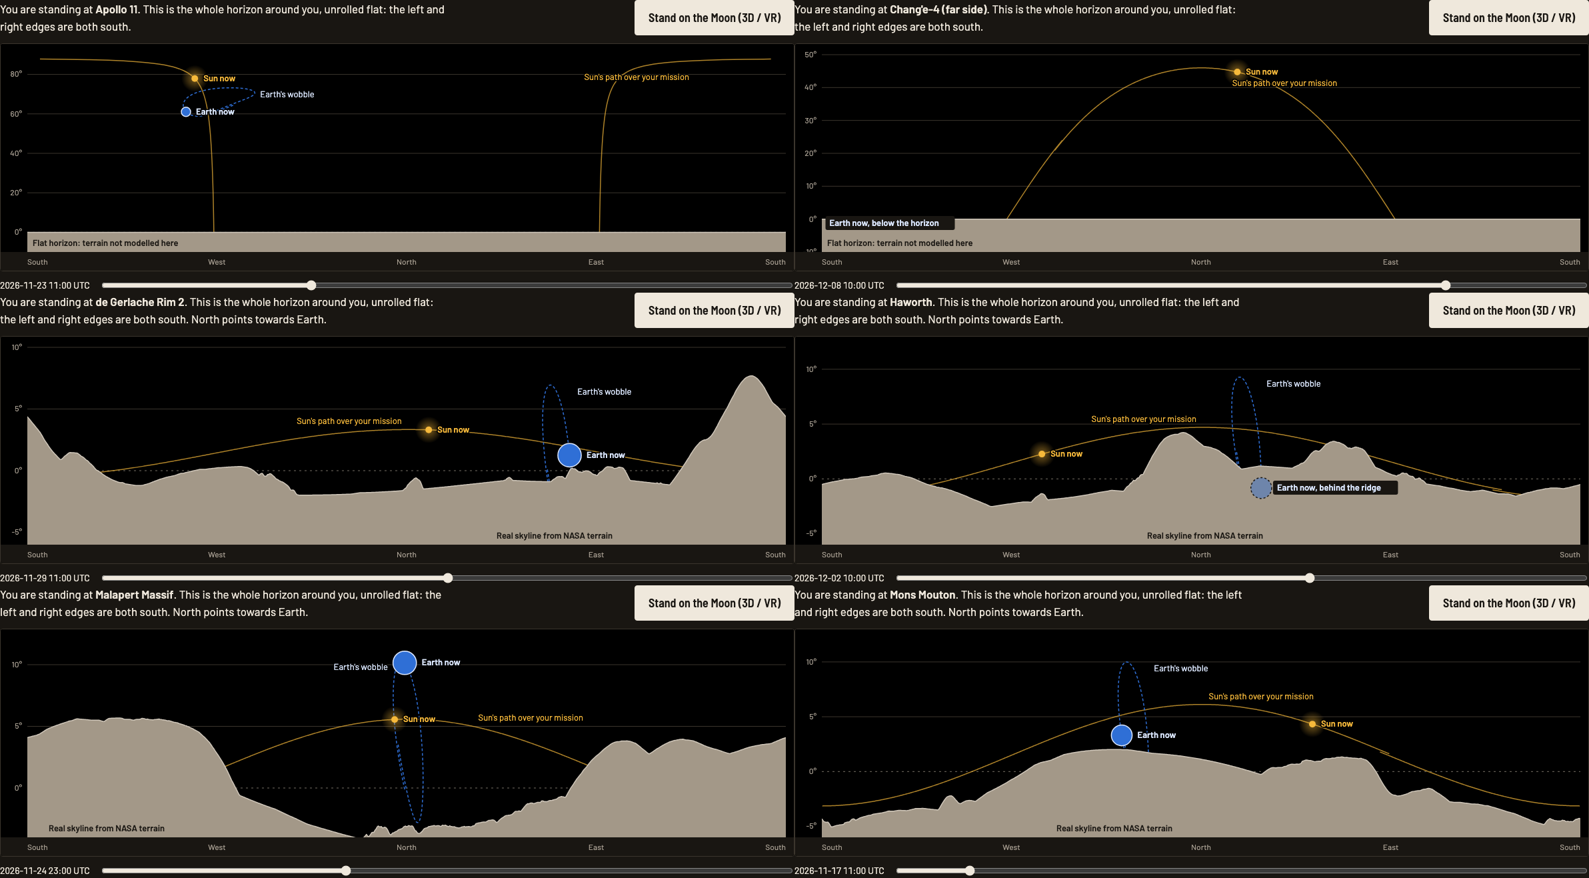 You are standing at Apollo 11. This is the whole horizon around you, unrolled flat: the left and
right edges are both south.
Stand on the Moon (3D / VR)
80°
60°
40°
20°
0°
Sun now
Earth's wobble
Earth now
Sun's path over your mission
Flat horizon: terrain not modelled here
South
West
North
East
South
2026-11-23 11:00 UTC
You are standing at Chang'e-4 (far side). This is the whole horizon around you, unrolled flat:
the left and right edges are both south.
Stand on the Moon (3D / VR)
50°
40°
30°
20°
10°
0°
Sun now
Sun's path over your mission
Earth now, below the horizon
Flat horizon: terrain not modelled here
South
West
North
East
South
2026-12-08 10:00 UTC
You are standing at de Gerlache Rim 2. This is the whole horizon around you, unrolled flat:
the left and right edges are both south. North points towards Earth.
Stand on the Moon (3D / VR)
10°
5°
0°
-5°
Earth's wobble
Sun's path over your mission
Sun now
Earth now
Real skyline from NASA terrain
South
West
North
East
South
2026-11-29 11:00 UTC
You are standing at Haworth. This is the whole horizon around you, unrolled flat: the left and
right edges are both south. North points towards Earth.
Stand on the Moon (3D / VR)
10°
5°
0°
-5°
Earth's wobble
Sun's path over your mission
Sun now
Earth now, behind the ridge
Real skyline from NASA terrain
South
West
North
East
South
2026-12-02 10:00 UTC
You are standing at Malapert Massif. This is the whole horizon around you, unrolled flat: the
left and right edges are both south. North points towards Earth.
Stand on the Moon (3D / VR)
10°
5°
0°
Earth's wobble
Earth now
Sun now
Sun's path over your mission
Real skyline from NASA terrain
South
West
North
East
South
2026-11-24 23:00 UTC
You are standing at Mons Mouton. This is the whole horizon around you, unrolled flat: the left
and right edges are both south. North points towards Earth.
Stand on the Moon (3D / VR)
10°
5°
0°
-5°
Earth's wobble
Sun's path over your mission
Sun now
Earth now
Real skyline from NASA terrain
South
West
North
East
South
2026-11-17 11:00 UTC